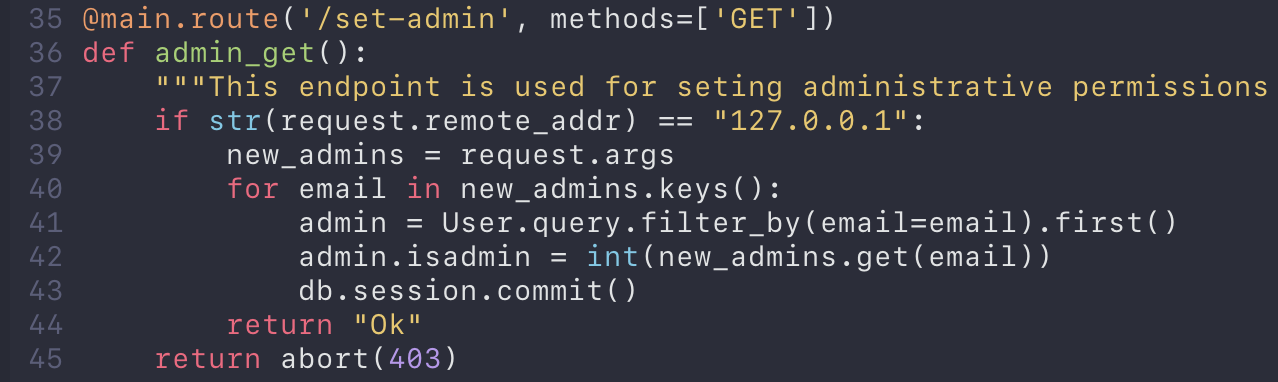 35 @main.route('/set-admin', methods=['GET'])
36 def admin_get():
37     """This endpoint is used for seting administrative permissions
38     if str(request.remote_addr) == "127.0.0.1":
39         new_admins = request.args
40         for email in new_admins.keys():
41             admin = User.query.filter_by(email=email).first()
42             admin.isadmin = int(new_admins.get(email))
43             db.session.commit()
44         return "Ok"
45     return abort(403)